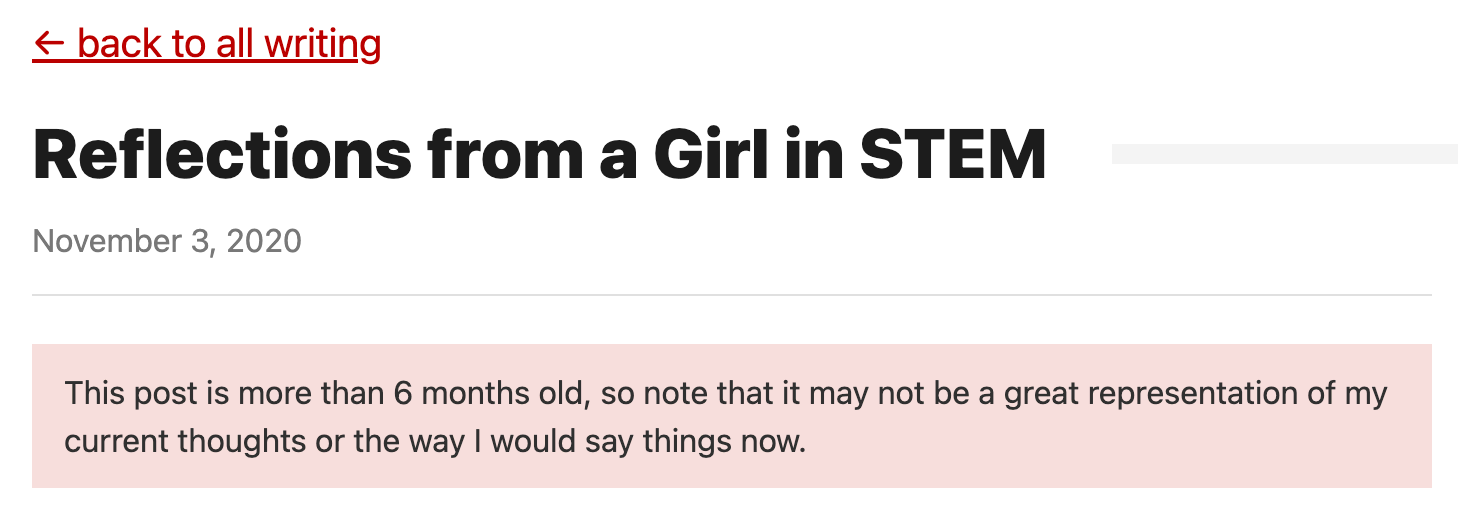 ← back to all writing
Reflections from a Girl in STEM
November 3, 2020
This post is more than 6 months old, so note that it may not be a great representation of my
current thoughts or the way I would say things now.